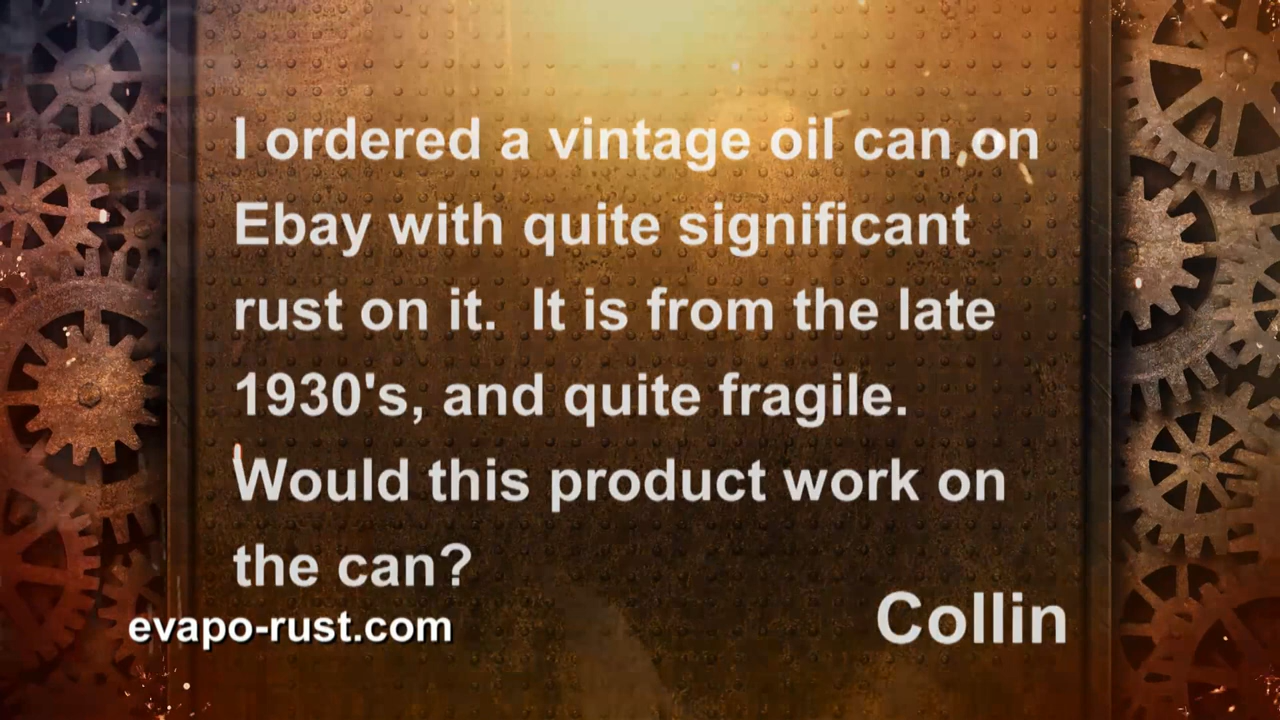 I ordered a vintage oil can on
Ebay with quite significant
rust on it.  It is from the late
1930's, and quite fragile.
Would this product work on
the can?
Collin
evapo-rust.com